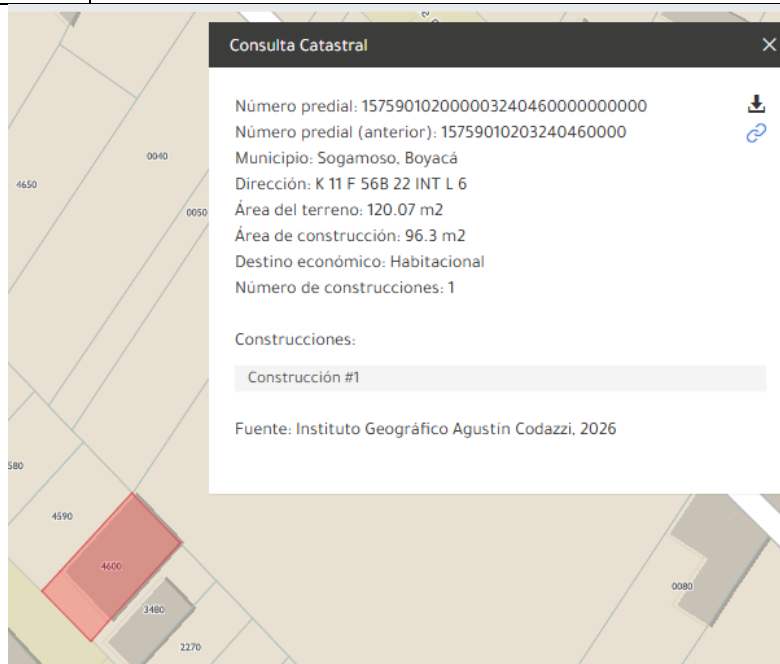 Consulta Catastral
Número predial: 157590102000003240460000000000
Número predial (anterior): 15759010203240460000
Municipio: Sogamoso, Boyacá
Dirección: K 11 F 56B 22 INT L 6
Área del terreno: 120.07 m2
Área de construcción: 96.3 m2
Destino económico: Habitacional
Número de construcciones: 1
Construcciones:
Construcción #1
Fuente: Instituto Geográfico Agustín Codazzi, 2026
0040
4650
0050
580
4590
4600
3480
2270
0080